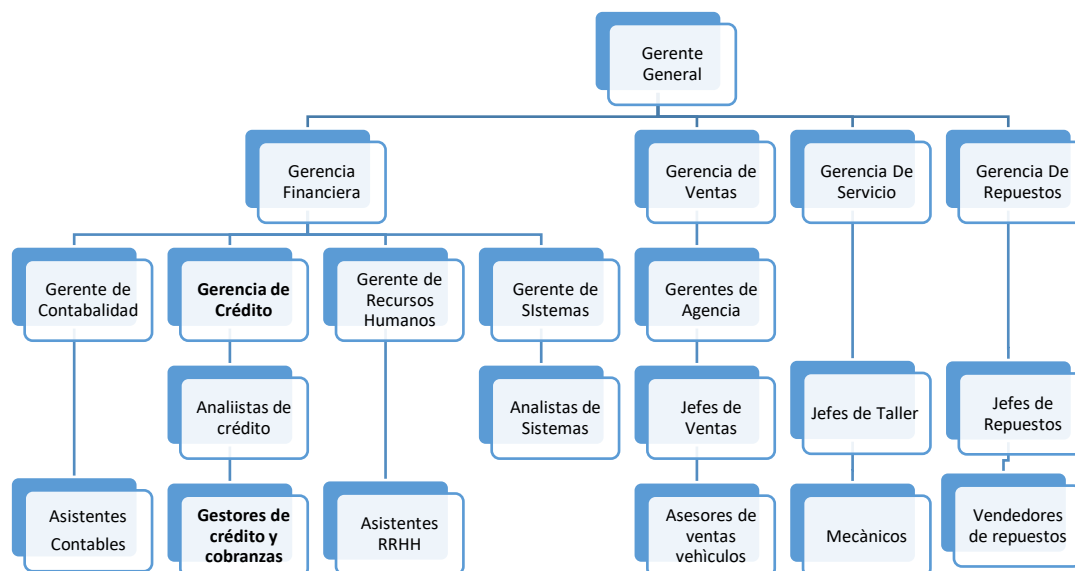 Gerente
General
Gerencia
Financiera
Gerencia de
Ventas
Gerencia De
Servicio
Gerencia De
Repuestos
Gerente de
Contabalidad
Gerencia de
Crédito
Gerente de
Recursos
Humanos
Gerente de
SIstemas
Gerentes de
Agencia
Analiistas de
crédito
Analistas de
Sistemas
Jefes de
Ventas
Jefes de Taller
Jefes de
Repuestos
Asistentes
Contables
Gestores de
crédito y
cobranzas
Asistentes
RRHH
Asesores de
ventas
vehìculos
Mecànicos
Vendedores
de repuestos